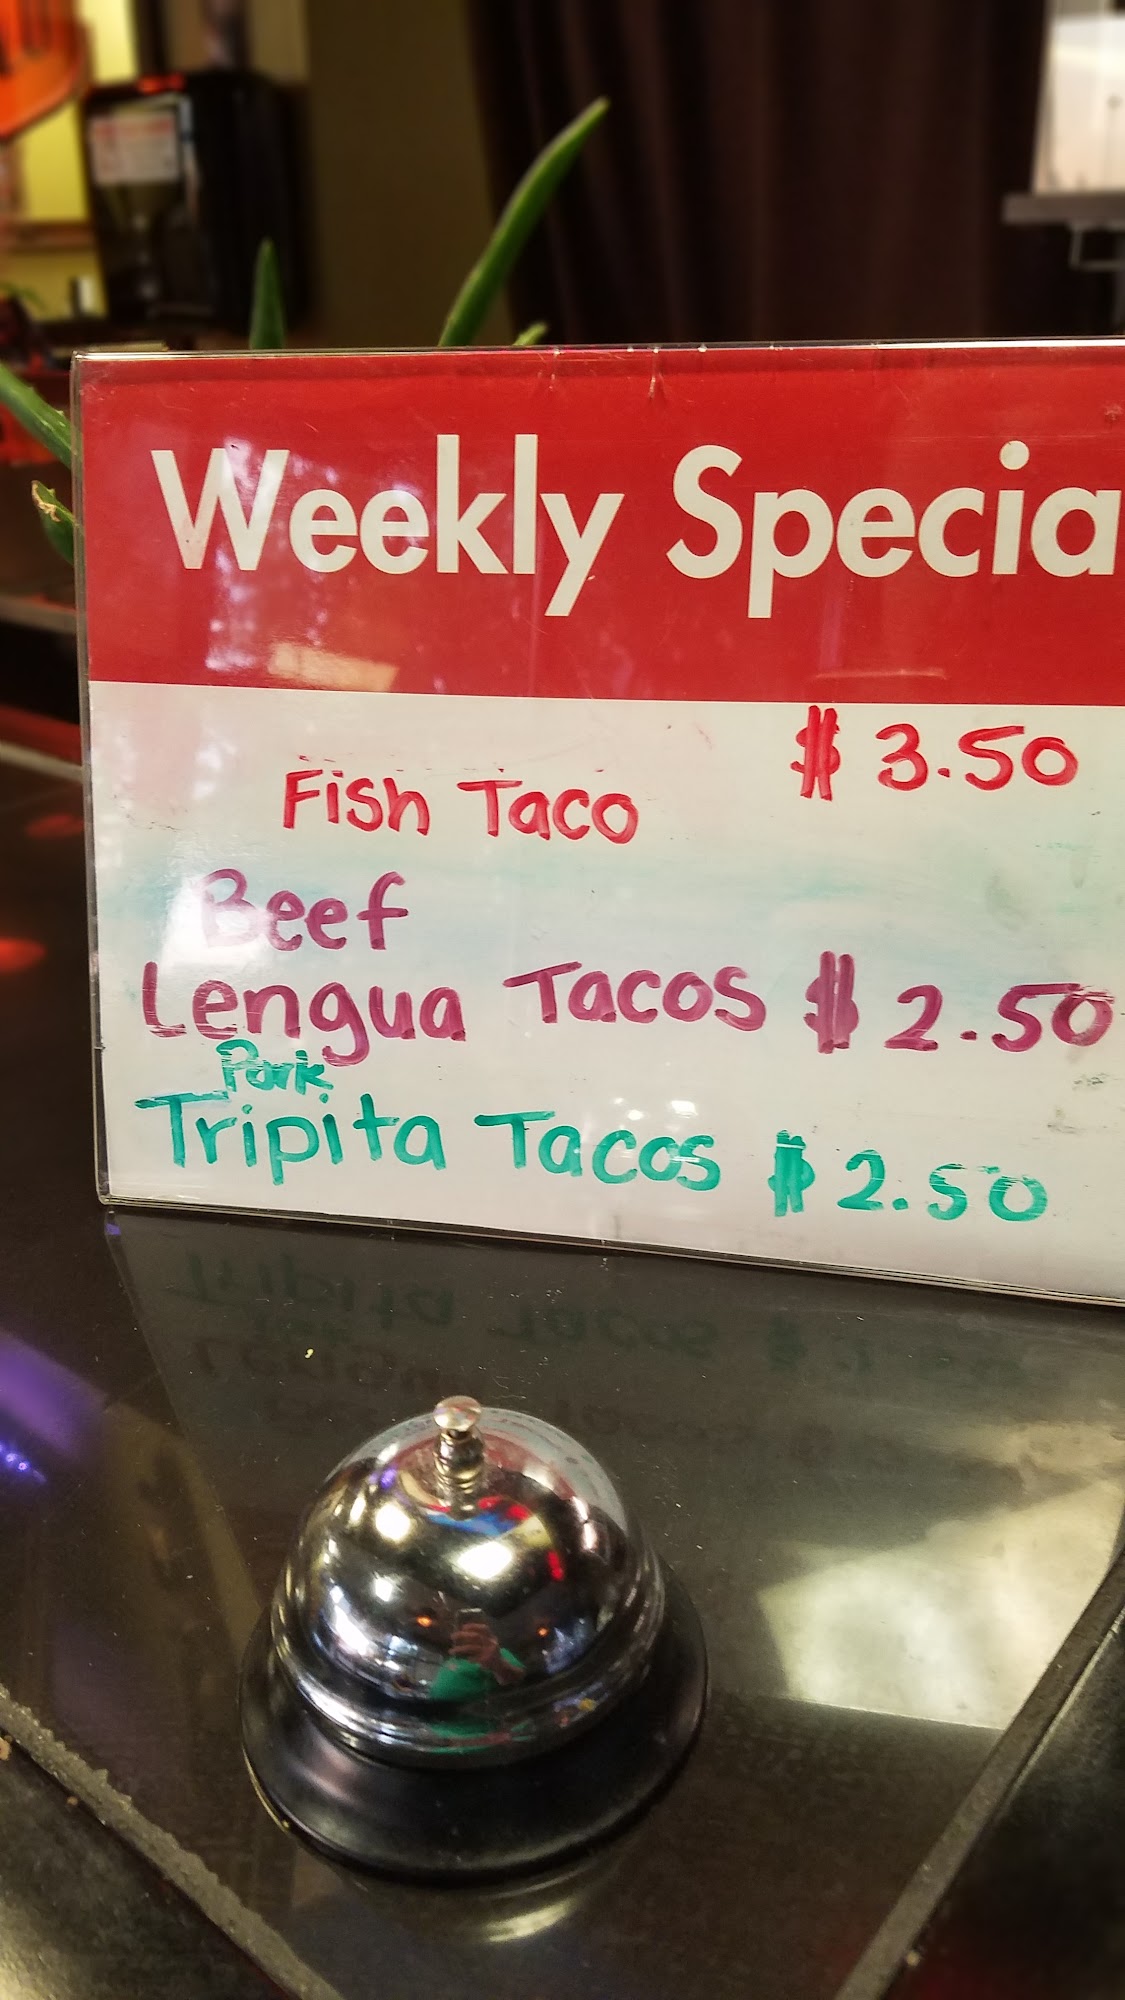 Weekly Specia
Fish Taco $3.50
Beef
Lengua Tacos $2.50
Pork
Tripita Tacos $2.50